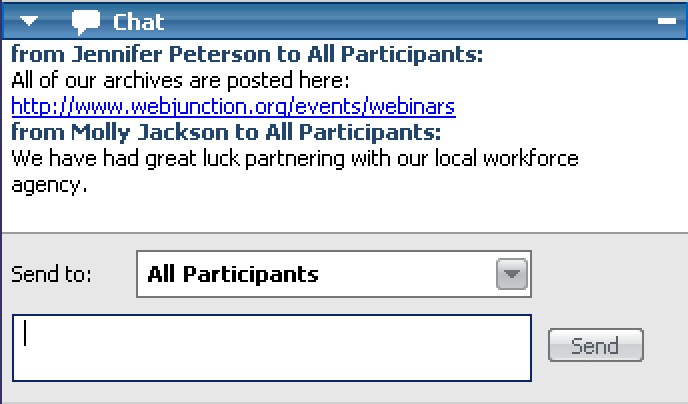 Chat
from Jennifer Peterson to All Participants:
All of our archives are posted here:
http://www.webjunction.org/events/webinars
from Molly Jackson to All Participants:
We have had great luck partnering with our local workforce
agency.
Send to:
All Participants
Send